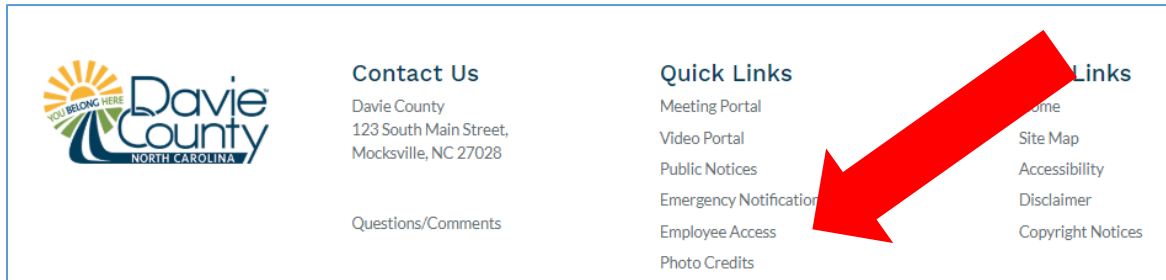 YOU BELONG HERE
Davie
County
NORTH CAROLINA
Contact Us
Davie County
123 South Main Street,
Mocksville, NC 27028
Questions/Comments
Quick Links
Meeting Portal
Video Portal
Public Notices
Emergency Notification
Employee Access
Photo Credits
Links
Site Map
Accessibility
Disclaimer
Copyright Notices